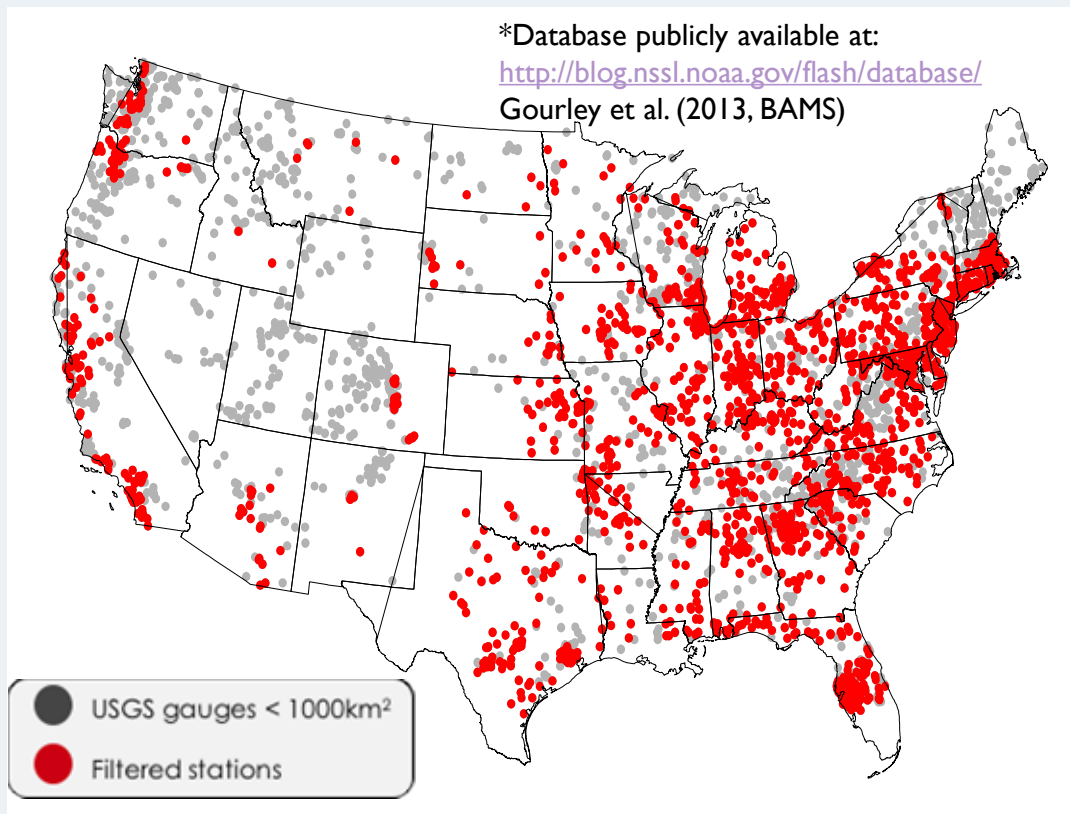 *Database publicly available at:
http://blog.nssl.noaa.gov/flash/database/
Gourley et al. (2013, BAMS)
USGS gauges < 1000km²
Filtered stations